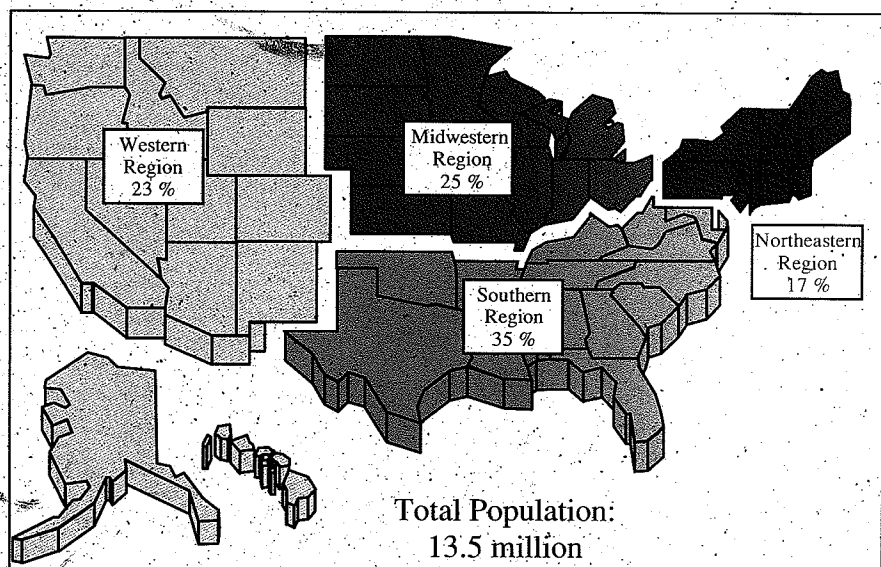 Western
Region
23 %
Midwestern
Region
25 %
Northeastern
Region
17 %
Southern
Region
35 %
Total Population:
13.5 million